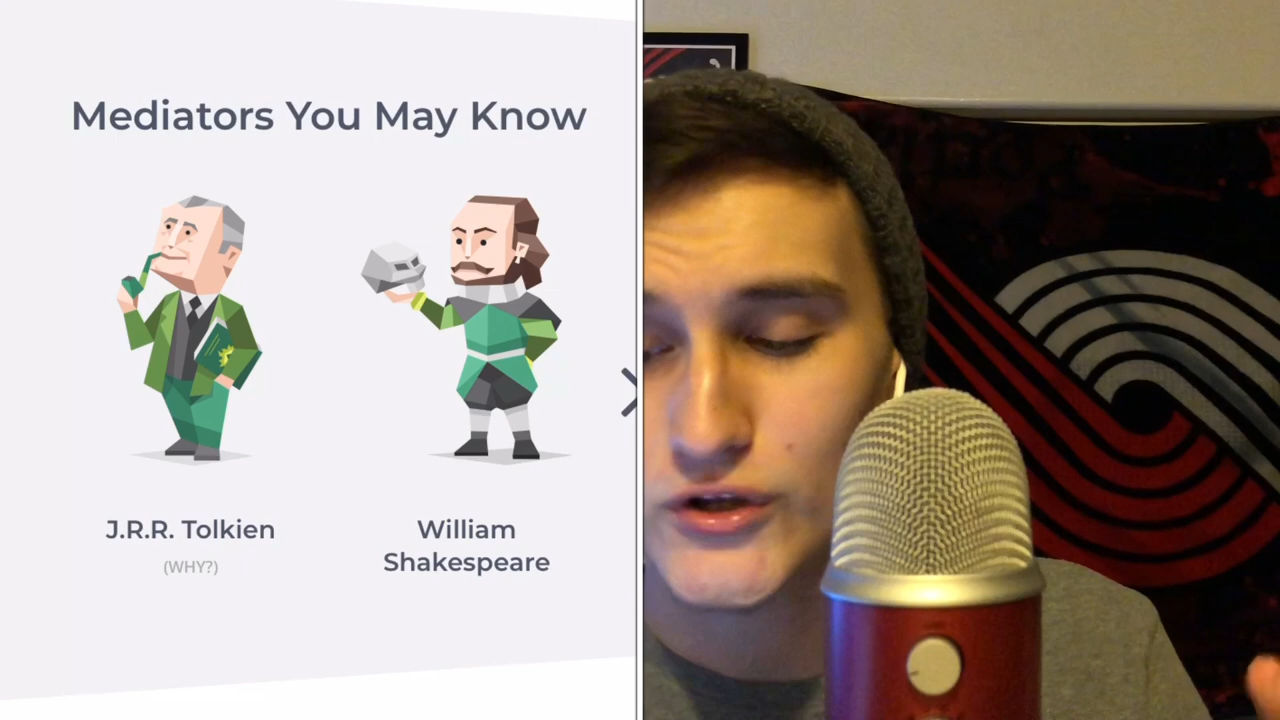 Mediators You May Know
J.R.R. Tolkien
(WHY?)
William
Shakespeare